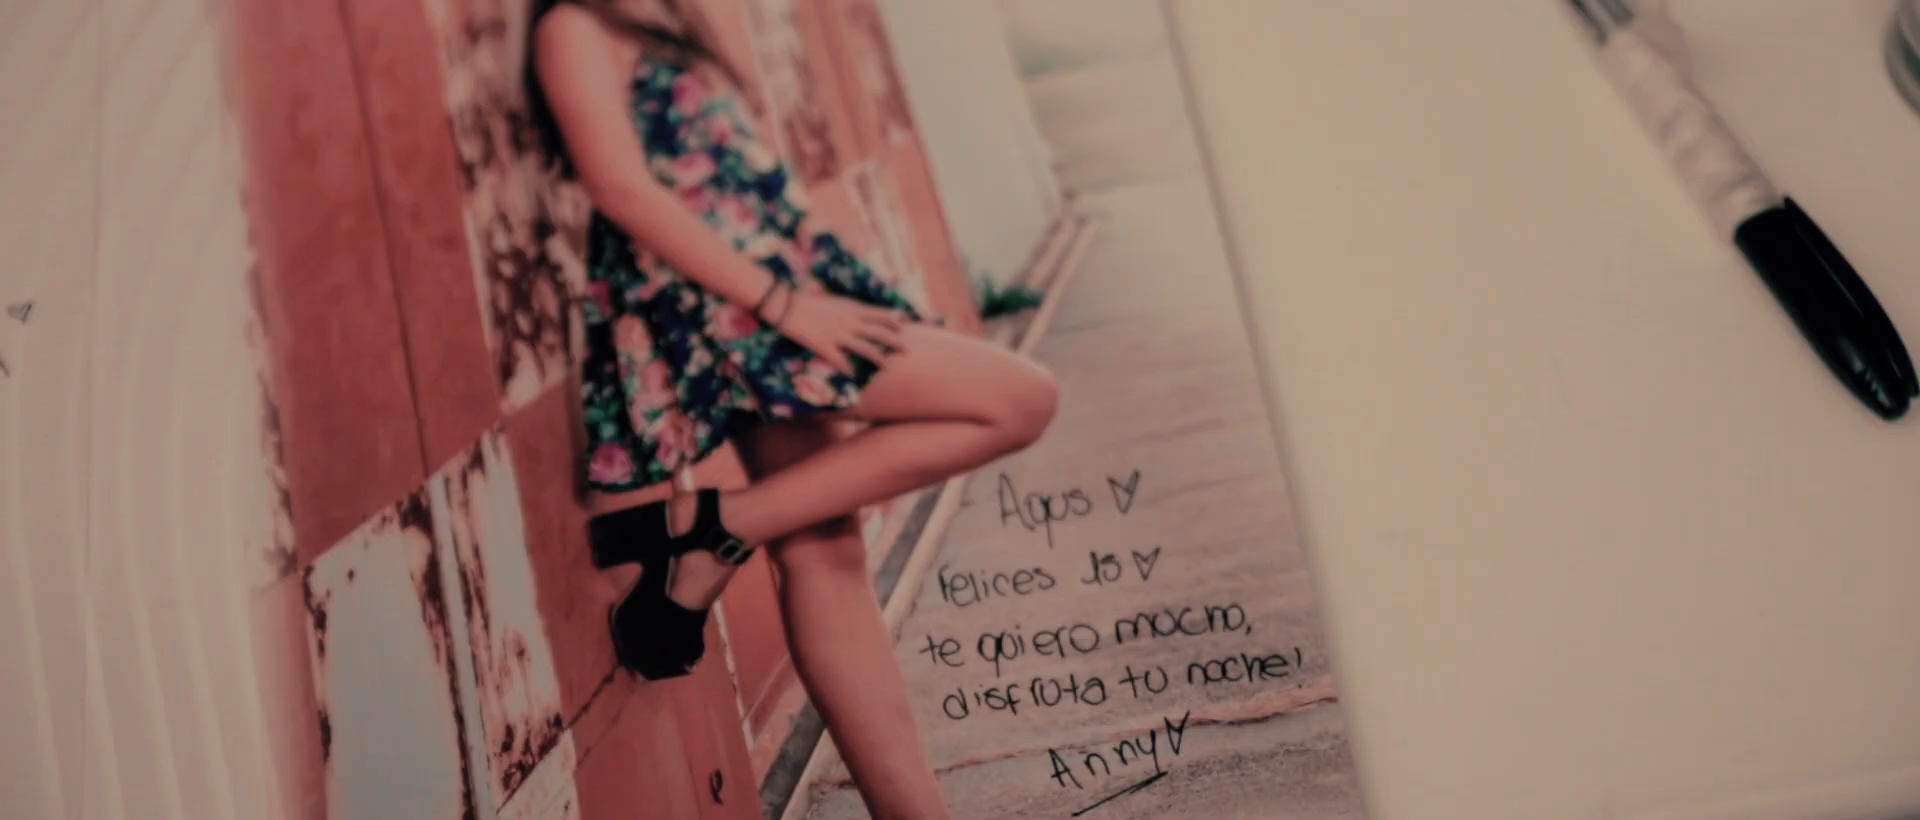 Agus ♡
Felices 15 ♡
te quiero mucho,
disfruta tu noche!
Anny ♡